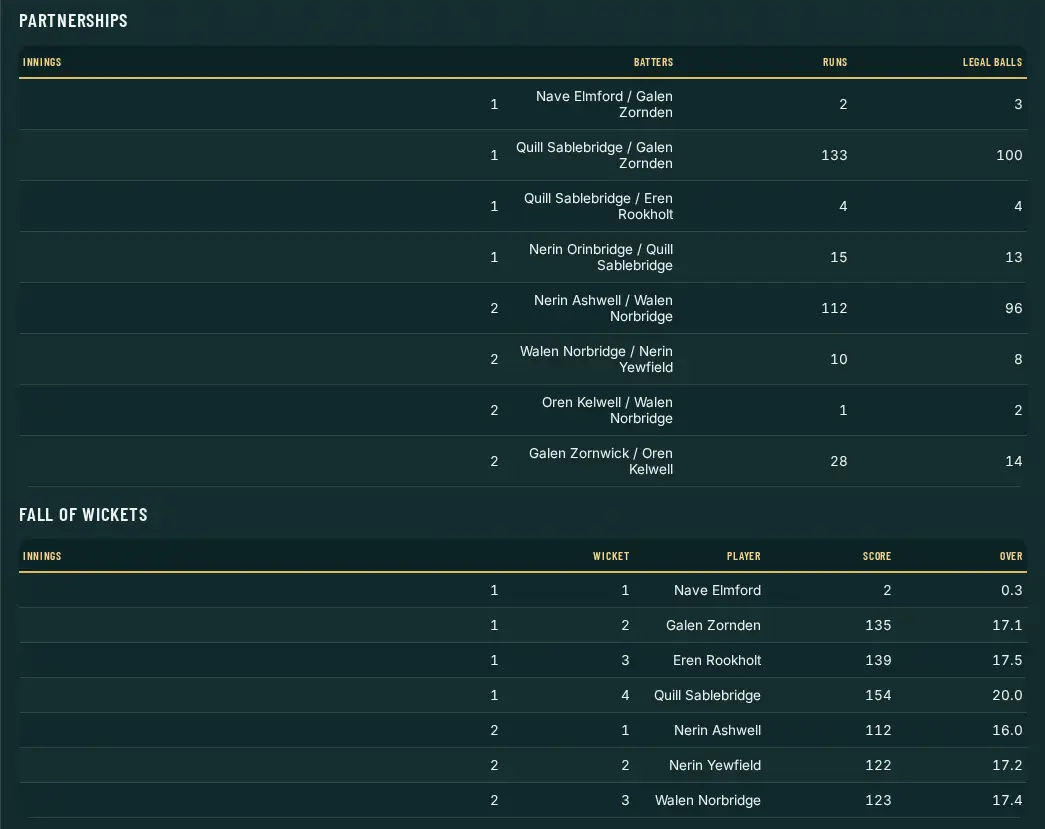 PARTNERSHIPS
INNINGS BATTERS RUNS LEGAL BALLS
1 Nave Elmford / Galen Zornden 2 3
1 Quill Sablebridge / Galen Zornden 133 100
1 Quill Sablebridge / Eren Rookholt 4 4
1 Nerin Orinbridge / Quill Sablebridge 15 13
2 Nerin Ashwell / Walen Norbridge 112 96
2 Walen Norbridge / Nerin Yewfield 10 8
2 Oren Kelwell / Walen Norbridge 1 2
2 Galen Zornwick / Oren Kelwell 28 14
FALL OF WICKETS
INNINGS WICKET PLAYER SCORE OVER
1 1 Nave Elmford 2 0.3
1 2 Galen Zornden 135 17.1
1 3 Eren Rookholt 139 17.5
1 4 Quill Sablebridge 154 20.0
2 1 Nerin Ashwell 112 16.0
2 2 Nerin Yewfield 122 17.2
2 3 Walen Norbridge 123 17.4